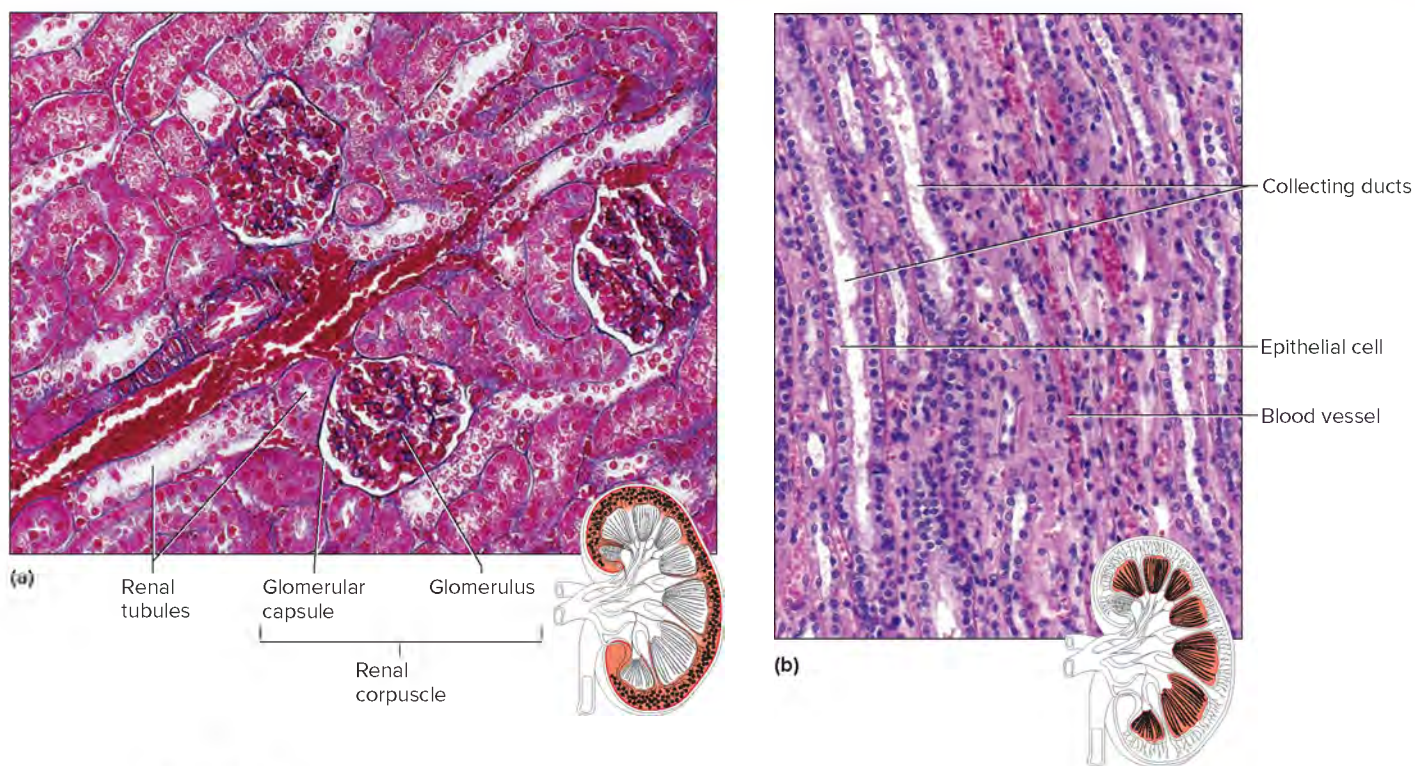 Collecting ducts
Epithelial cell
Blood vessel
(a)
Renal
tubules
Glomerular
capsule
Glomerulus
Renal
corpuscle
(b)